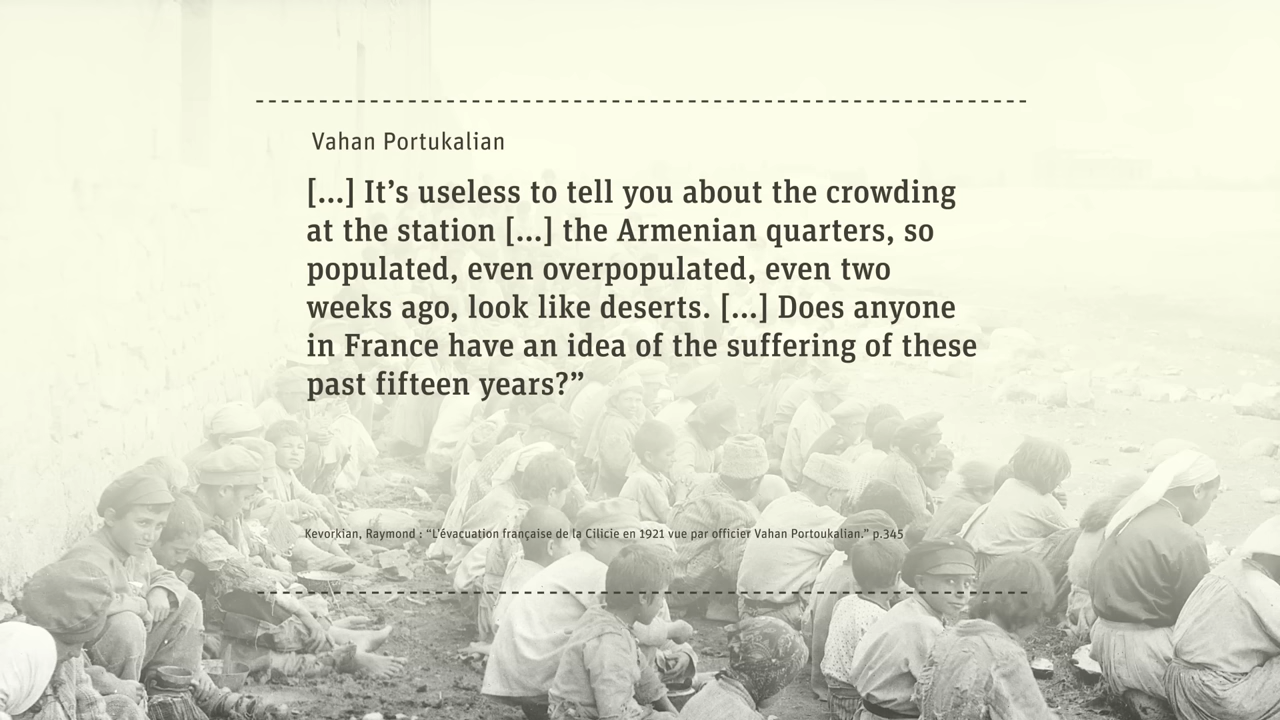 Vahan Portukalian
[...] It’s useless to tell you about the crowding
at the station [...] the Armenian quarters, so
populated, even overpopulated, even two
weeks ago, look like deserts. [...] Does anyone
in France have an idea of the suffering of these
past fifteen years?”
Kevorkian, Raymond : “L'évacuation française de la Cilicie en 1921 vue par officier Vahan Portoukalian.” p.345